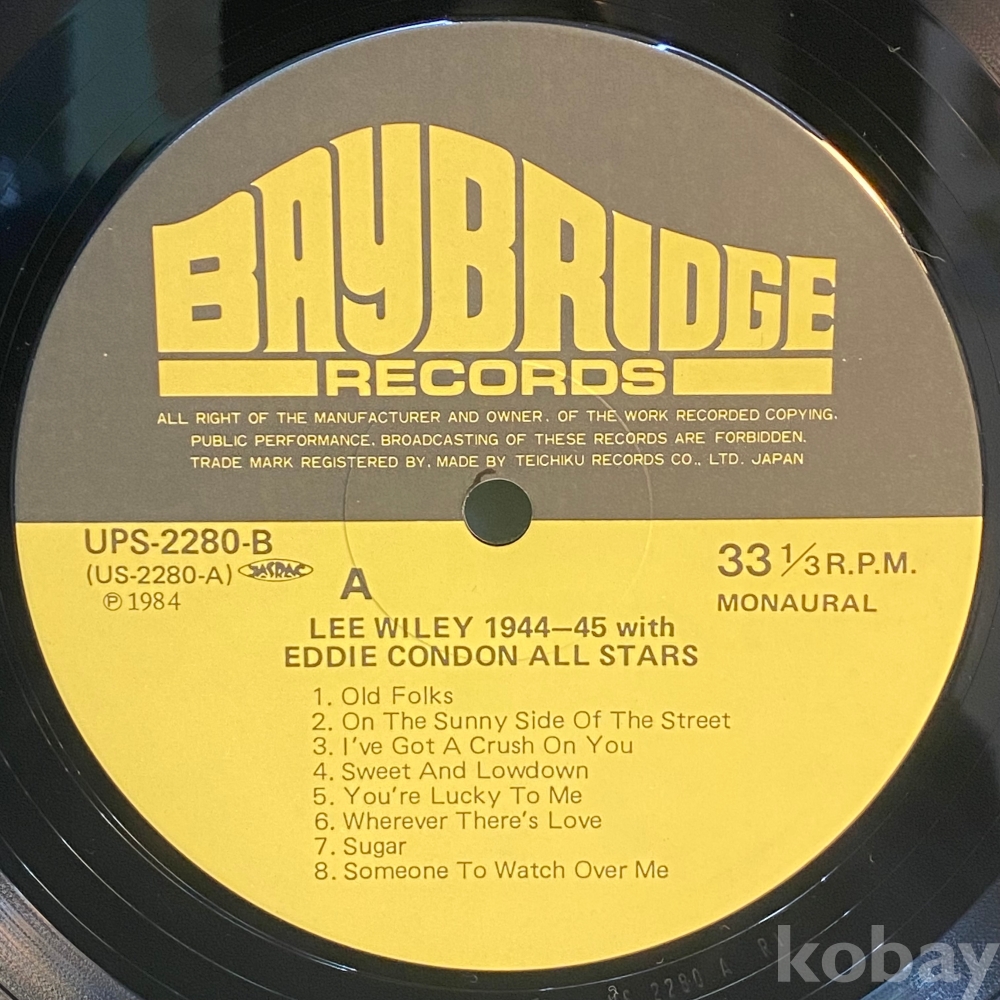 BAYBRIDGE
RECORDS
ALL RIGHT OF THE MANUFACTURER AND OWNER. OF THE WORK RECORDED COPYING.
PUBLIC PERFORMANCE. BROADCASTING OF THESE RECORDS ARE FORBIDDEN.
TRADE MARK REGISTERED BY. MADE BY TEICHIKU RECORDS CO., LTD. JAPAN
UPS-2280-B
(US-2280-A) JASRAC
℗ 1984
A
33 1/3 R.P.M.
MONAURAL
LEE WILEY 1944–45 with
EDDIE CONDON ALL STARS
1. Old Folks
2. On The Sunny Side Of The Street
3. I've Got A Crush On You
4. Sweet And Lowdown
5. You're Lucky To Me
6. Wherever There's Love
7. Sugar
8. Someone To Watch Over Me
2280 A
kobay